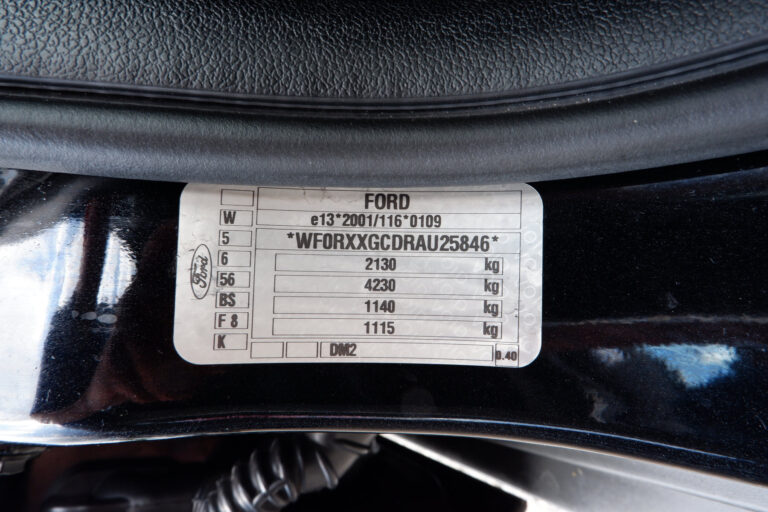 FORD
W e13*2001/116*0109
5 *WF0RXXGCDRAU25846*
6 2130 kg
56 4230 kg
BS 1140 kg
F 8 1115 kg
K DM2 0.40
Ford